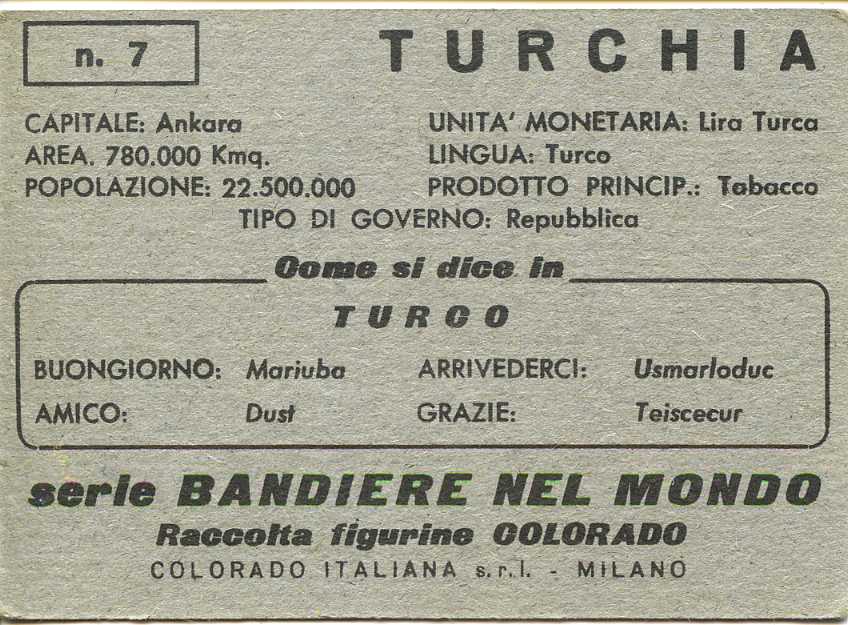 n. 7
TURCHIA
CAPITALE: Ankara
UNITA' MONETARIA: Lira Turca
AREA. 780.000 Kmq.
LINGUA: Turco
POPOLAZIONE: 22.500.000
PRODOTTO PRINCIP.: Tabacco
TIPO DI GOVERNO: Repubblica
Come si dice in
TURCO
BUONGIORNO: Mariuba
ARRIVEDERCI: Usmarloduc
AMICO: Dust
GRAZIE: Teiscecur
serie BANDIERE NEL MONDO
Raccolta figurine COLORADO
COLORADO ITALIANA s.r.l. - MILANO